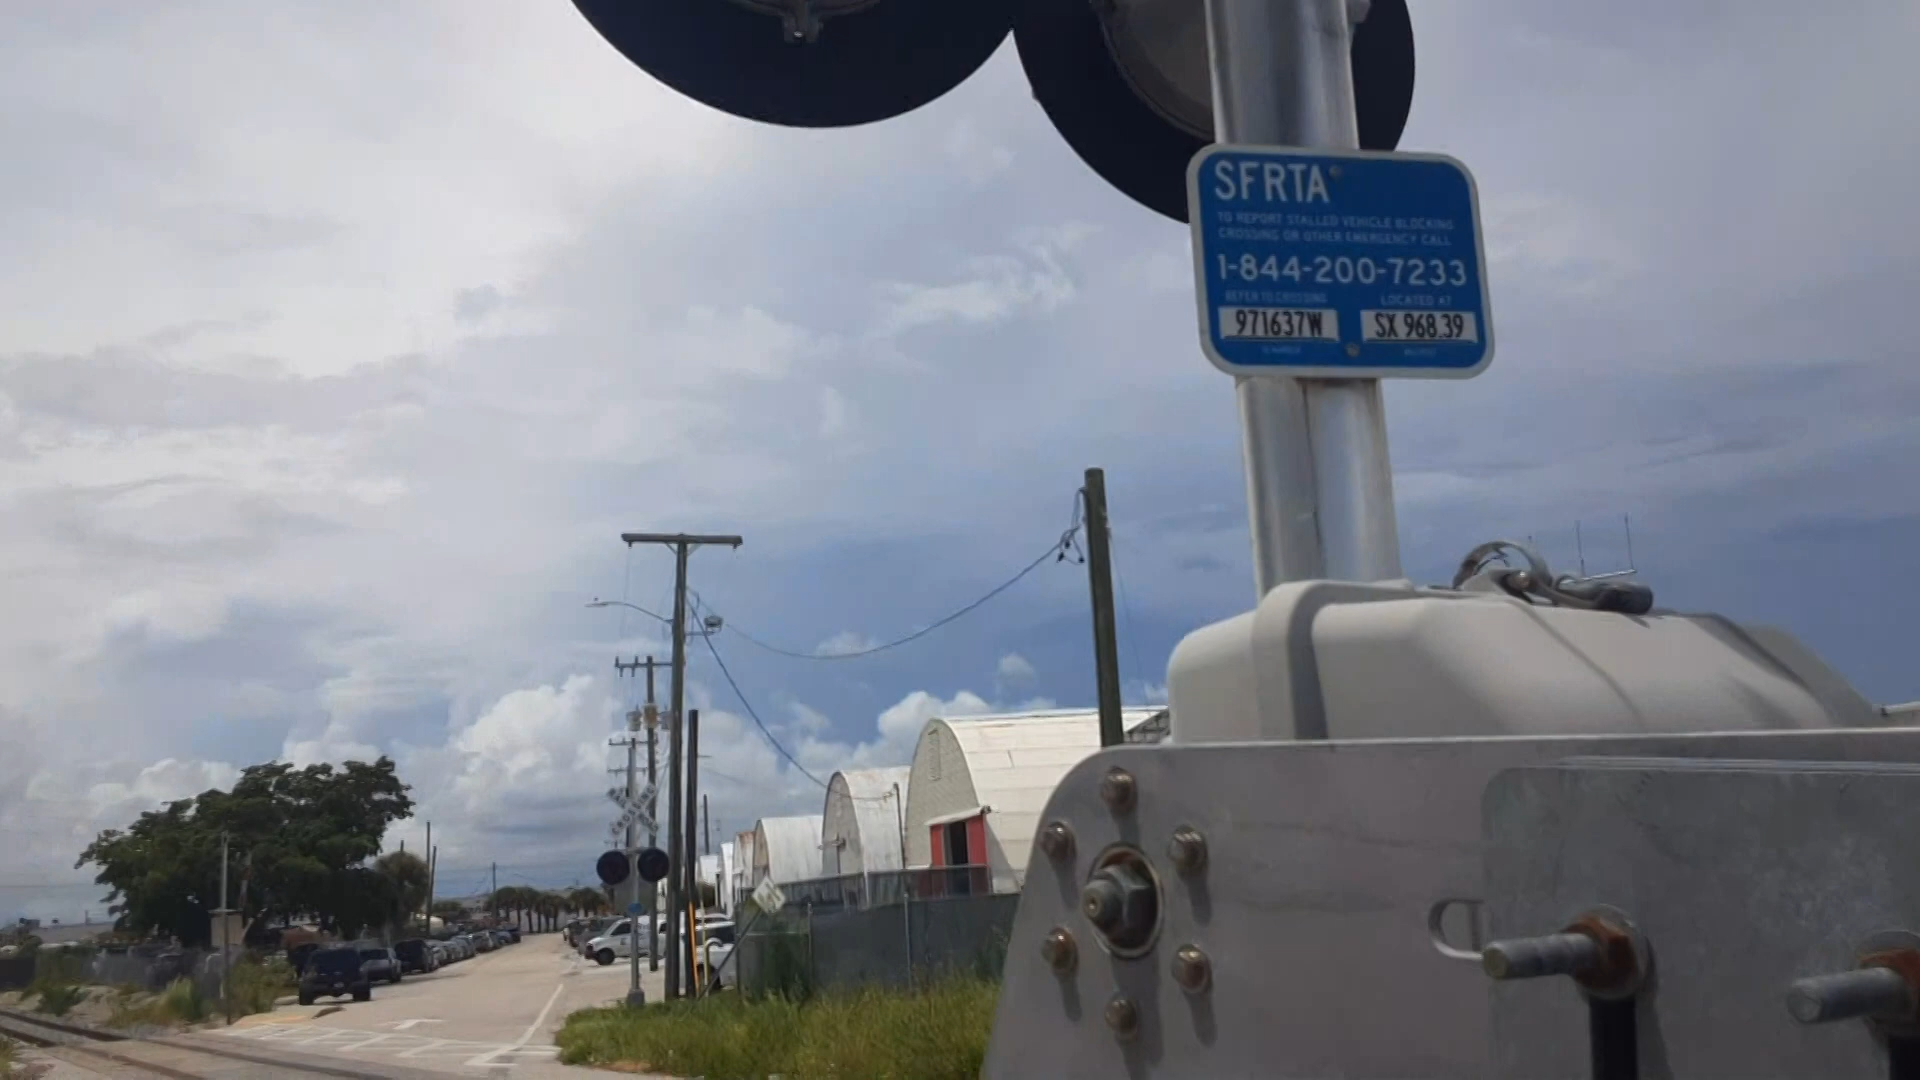 SFRTA
TO REPORT STALLED VEHICLE BLOCKING
CROSSING OR OTHER EMERGENCY CALL
1-844-200-7233
REFER TO CROSSING LOCATED AT
971637W SX 968.39